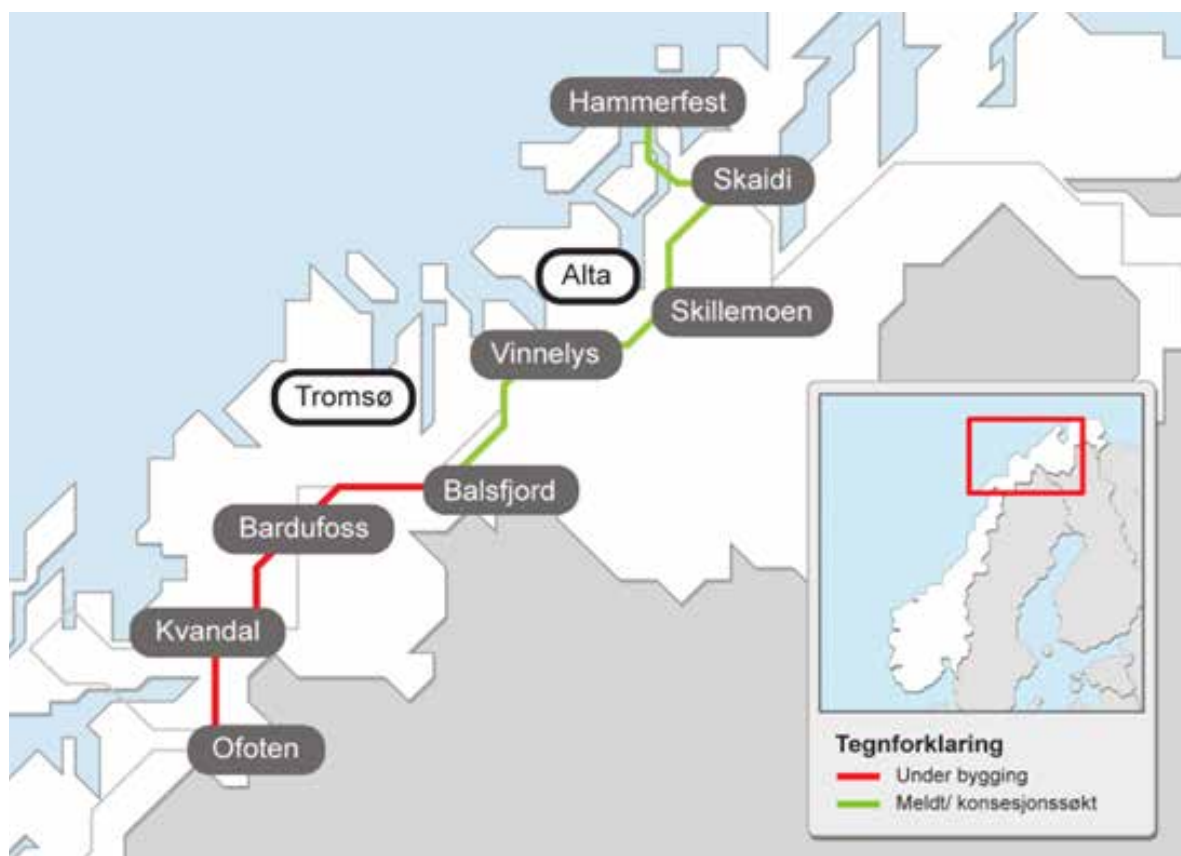 Hammerfest
Skaidi
Alta
Skillemoen
Vinnelys
Tromsø
Balsfjord
Bardufoss
Kvandal
Ofoten
Tegnforklaring
Under bygging
Meldt/ konsesjonssøkt